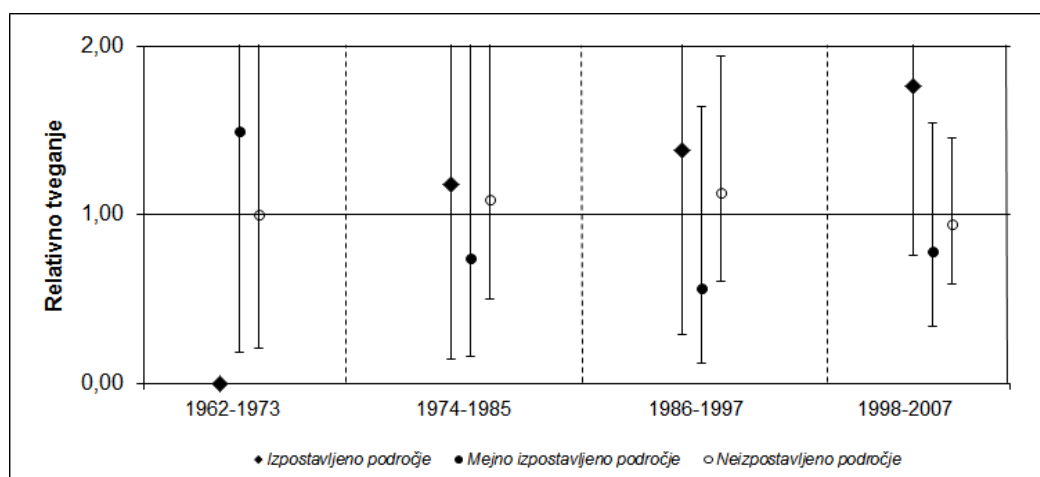 2,00
1,00
0,00
Relativno tveganje
1962-1973 1974-1985 1986-1997 1998-2007
Izpostavljeno področje Mejno izpostavljeno področje Neizpostavljeno področje